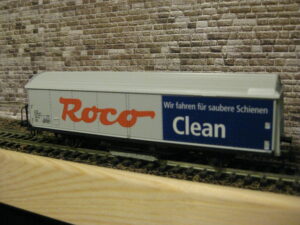 Roco
Wir fahren für saubere Schienen
Clean